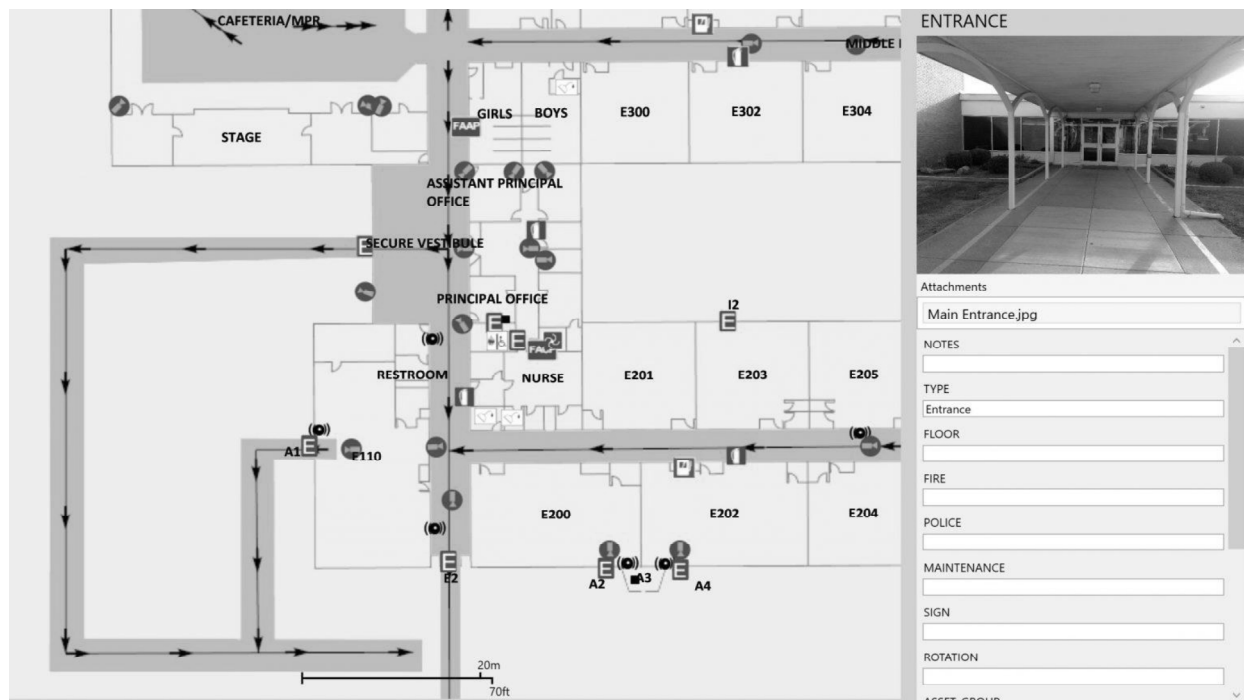 CAFETERIA/MPR
ENTRANCE
STAGE
FAAP
GIRLS
BOYS
E300
E302
E304
ASSISTANT PRINCIPAL
OFFICE
E
SECURE VESTIBULE
PRINCIPAL OFFICE
E
E
I2
E
RESTROOM
NURSE
E201
E203
E205
A1
E
E110
E200
E202
E204
E
E2
A2
E
A3
E
A4
20m
70ft
Attachments
Main Entrance.jpg
NOTES
TYPE
Entrance
FLOOR
FIRE
POLICE
MAINTENANCE
SIGN
ROTATION